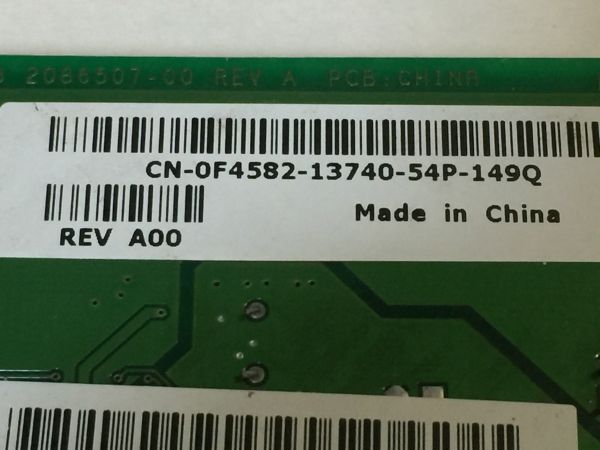 2086507-00 REV A PCB:CHINA
CN-0F4582-13740-54P-149Q
Made in China
REV A00